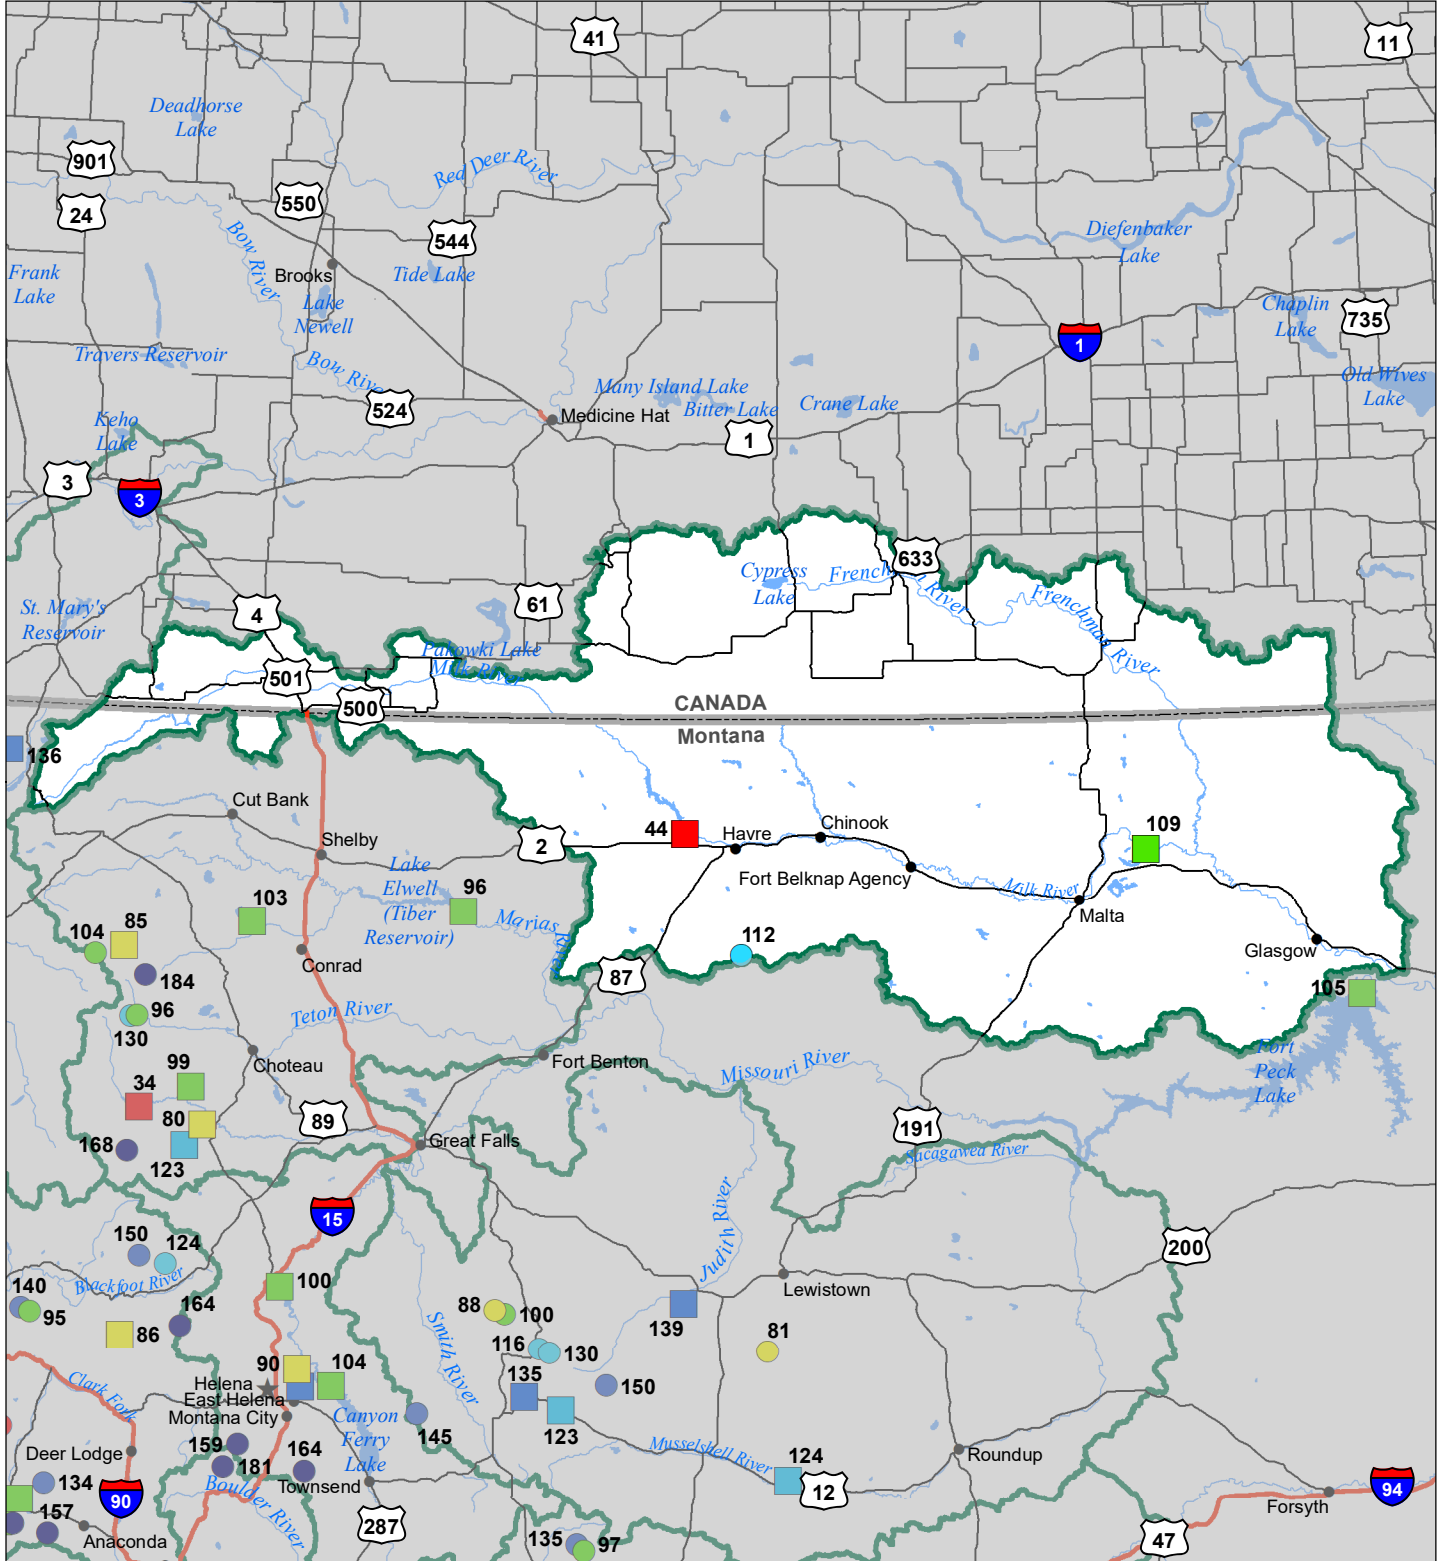 41
11
Deadhorse
Lake
901
24
550
Red Deer River
544
Bow River
Diefenbaker
Lake
Brooks
Frank
Lake
Tide Lake
Lake
Newell
Chaplin
Lake
735
1
Travers Reservoir
Bow River
Old Wives
Lake
Many Island Lake
Bitter Lake
Crane Lake
524
Keho
Lake
Medicine Hat
1
3
3
633
Cypress
Lake
Frenchman River
Frenchman River
61
4
St. Mary's
Reservoir
Pakowki Lake
Milk River
501
500
CANADA
Montana
136
Cut Bank
Shelby
2
44
Havre
Chinook
109
Lake
Elwell
(Tiber
Reservoir)
Fort Belknap Agency
Milk River
Malta
96
103
Marias River
85
104
112
Glasgow
Conrad
184
87
105
96
130
Teton River
Choteau
Fort Benton
Missouri River
Fort
Peck
Lake
99
34
80
89
191
Great Falls
168
123
Sacagawea River
Judith River
15
150
124
200
Blackfoot River
140
95
100
Lewistown
164
88
100
139
86
Smith River
116
130
81
90
104
Helena
East Helena
Montana City
135
150
Clark Fork
123
Canyon
Ferry
Lake
145
159
Deer Lodge
181
164
Townsend
Musselshell River
124
12
Roundup
134
90
Boulder River
94
Forsyth
157
Anaconda
287
135
97
47